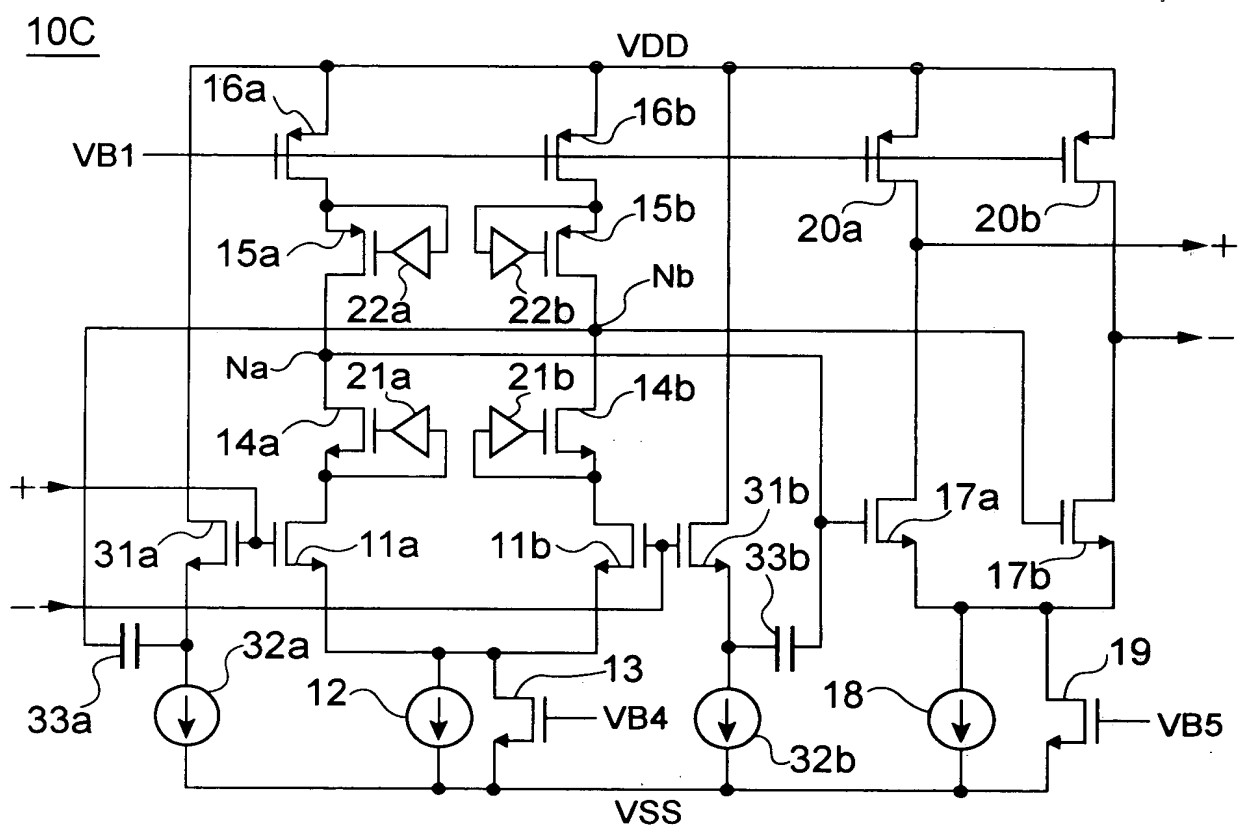 10C
VDD
16a
16b
VB1
15a
15b
20a
20b
+
22a
22b
Nb
−
Na
21a
21b
14a
14b
+
31a
11a
11b
31b
17a
33b
17b
−
32a
13
19
33a
12
VB4
18
VB5
32b
VSS